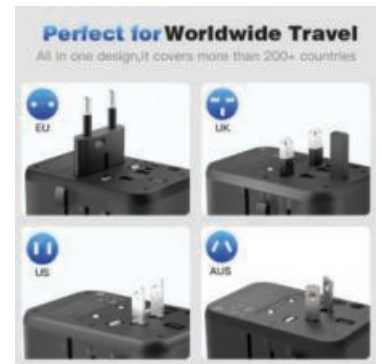 Perfect for Worldwide Travel
All in one design,it covers more than 200+ countries
EU
UK
US
AUS